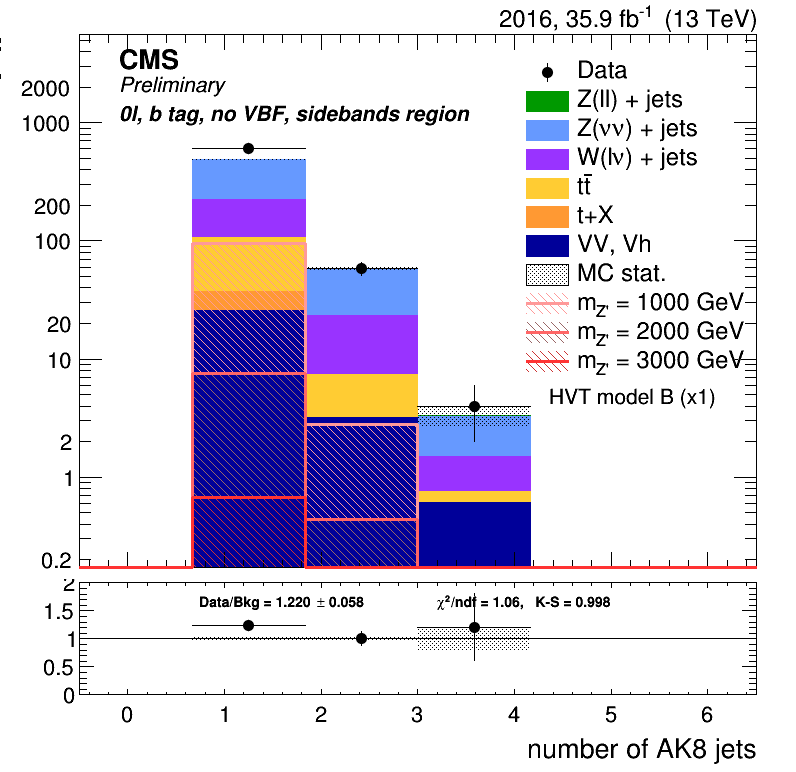 2016, 35.9 fb⁻¹ (13 TeV)
CMS
Preliminary
0l, b tag, no VBF, sidebands region
Data
Z(ll) + jets
Z(νν) + jets
W(lν) + jets
tt̄
t+X
VV, Vh
MC stat.
m_Z' = 1000 GeV
m_Z' = 2000 GeV
m_Z' = 3000 GeV
HVT model B (x1)
2000
1000
200
100
20
10
2
1
0.2
Data/Bkg = 1.220 ± 0.058
χ²/ndf = 1.06, K-S = 0.998
2
1.5
1
0.5
0
0 1 2 3 4 5 6
number of AK8 jets